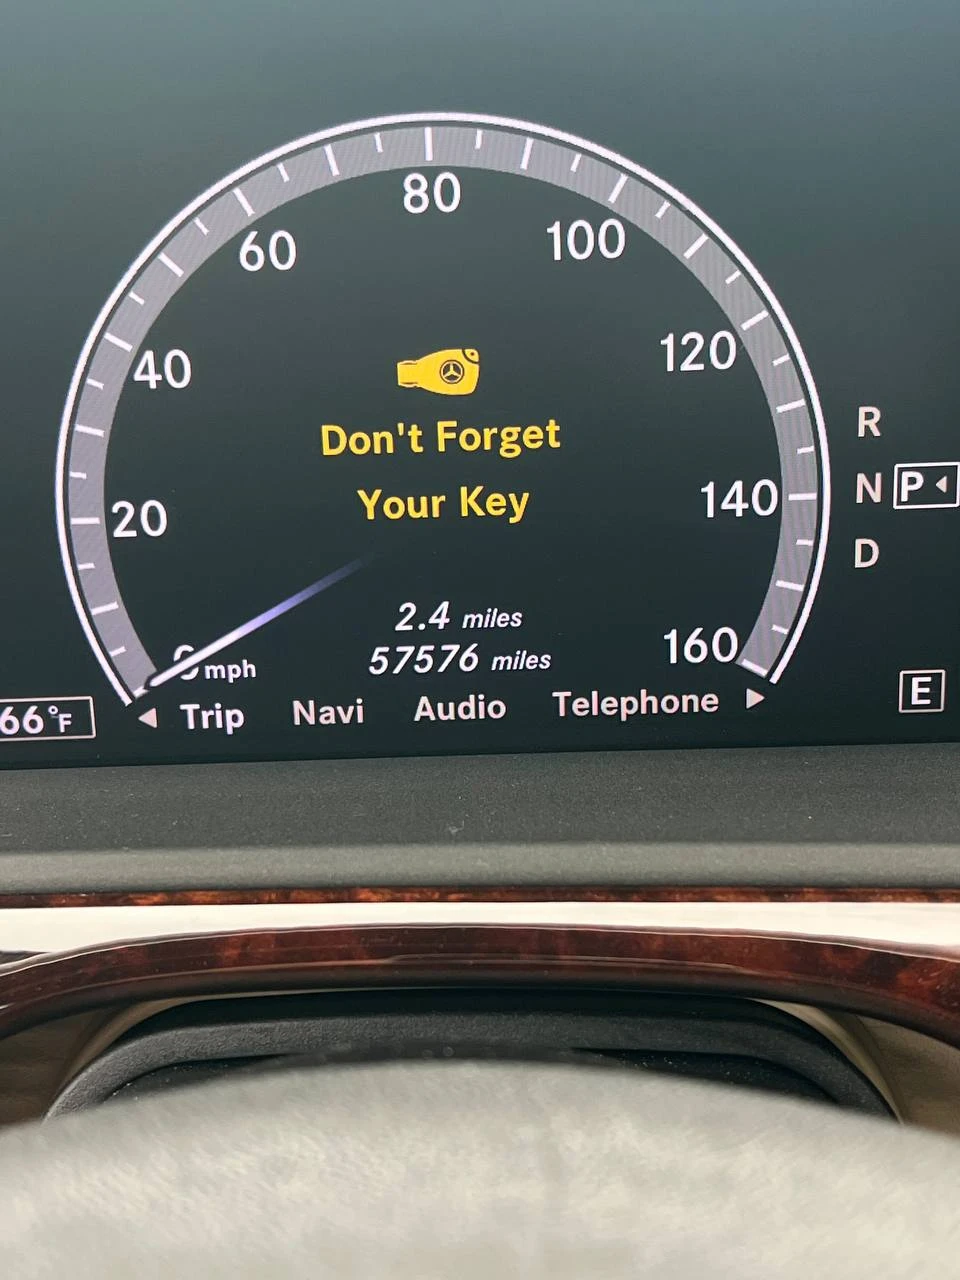 80
60
100
40
120
R
20
140
N
P
D
Don't Forget
Your Key
2.4 miles
0 mph
57576 miles
160
66°F
Trip Navi Audio Telephone
E